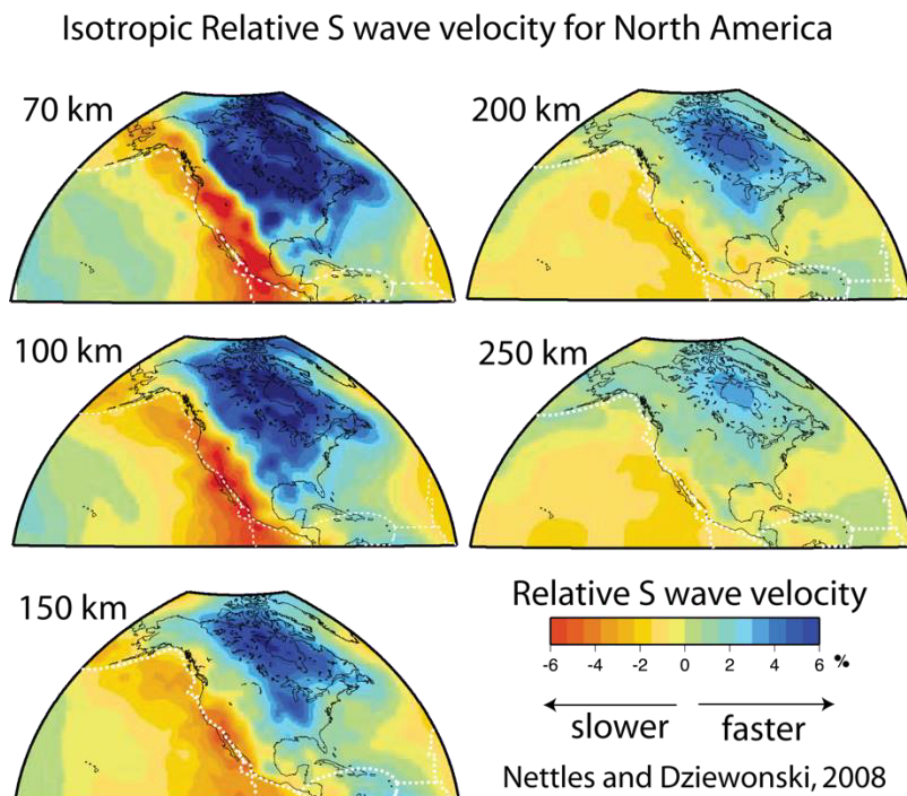 Isotropic Relative S wave velocity for North America
70 km
200 km
100 km
250 km
150 km
Relative S wave velocity
-6 -4 -2 0 2 4 6 %
slower faster
Nettles and Dziewonski, 2008